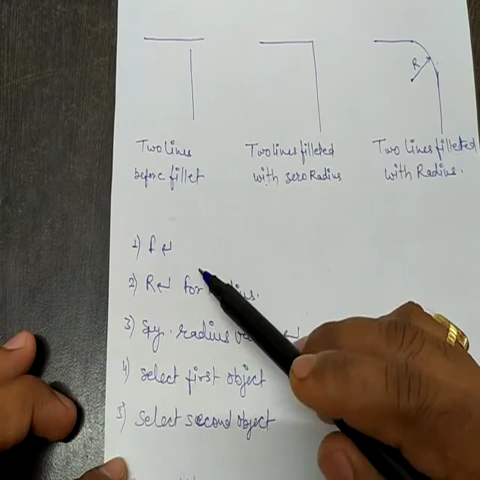 R
Two lines
before fillet
Two lines filleted
with zero Radius
Two lines filleted
with Radius.
1) f ↵
2) R ↵ for
3) Spy. radius ↵
4) select first object
5) select second object